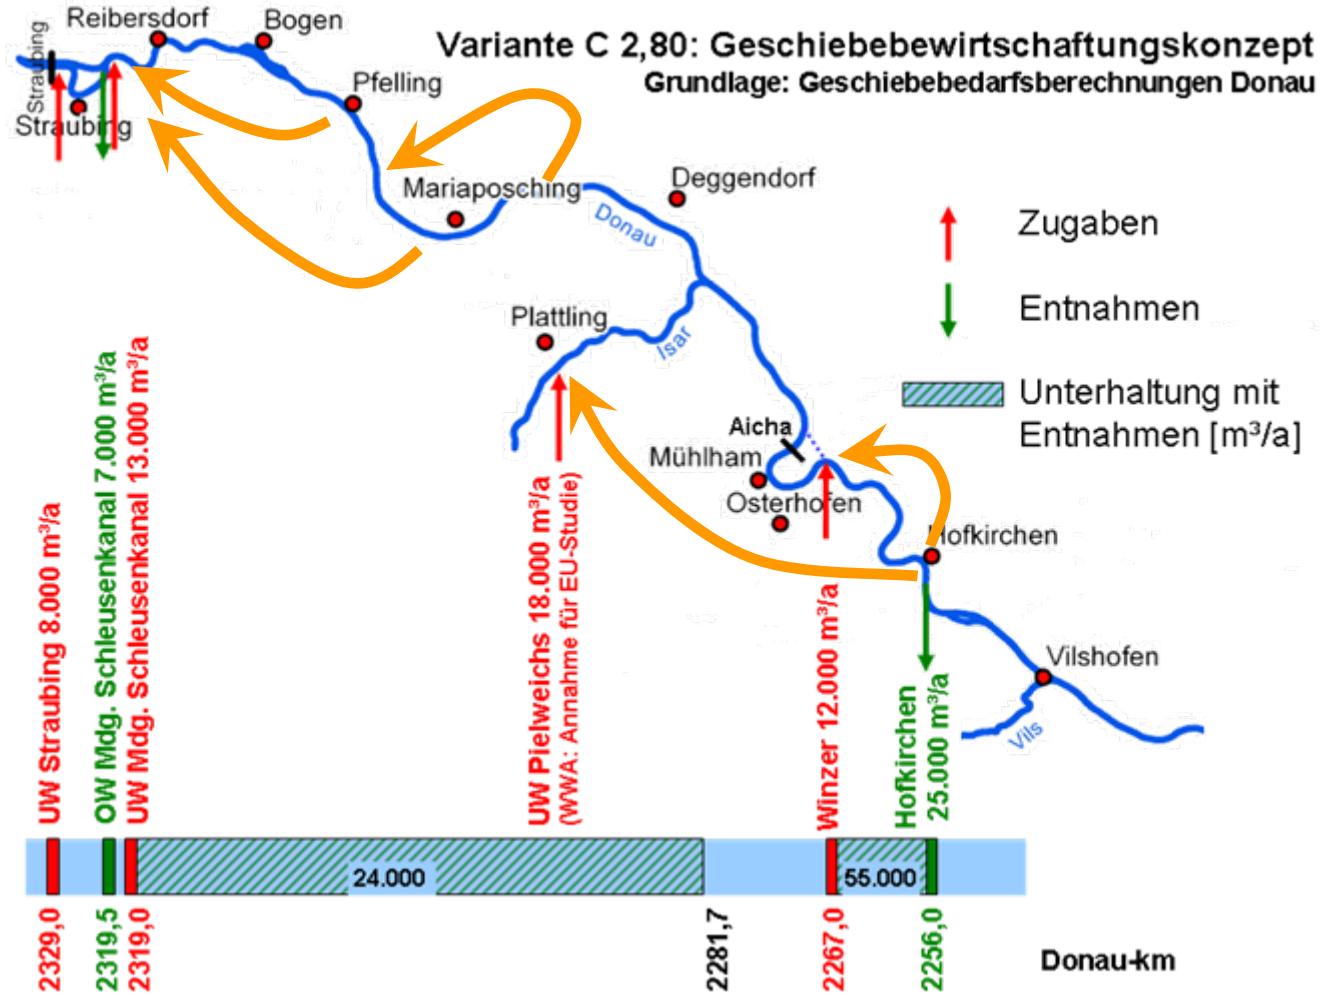 Variante C 2,80: Geschiebebewirtschaftungskonzept
Grundlage: Geschiebebedarfsberechnungen Donau
Reibersdorf
Bogen
Straubing
Straubing
Pfelling
Mariaposching
Deggendorf
Donau
Plattling
Isar
Aicha
Mühlham
Osterhofen
Hofkirchen
Vilshofen
Vils
Zugaben
Entnahmen
Unterhaltung mit
Entnahmen [m³/a]
UW Straubing 8.000 m³/a
OW Mdg. Schleusenkanal 7.000 m³/a
UW Mdg. Schleusenkanal 13.000 m³/a
UW Pielweichs 18.000 m³/a
(WWA: Annahme für EU-Studie)
Winzer 12.000 m³/a
Hofkirchen
25.000 m³/a
24.000
55.000
2329,0
2319,5
2319,0
2281,7
2267,0
2256,0
Donau-km